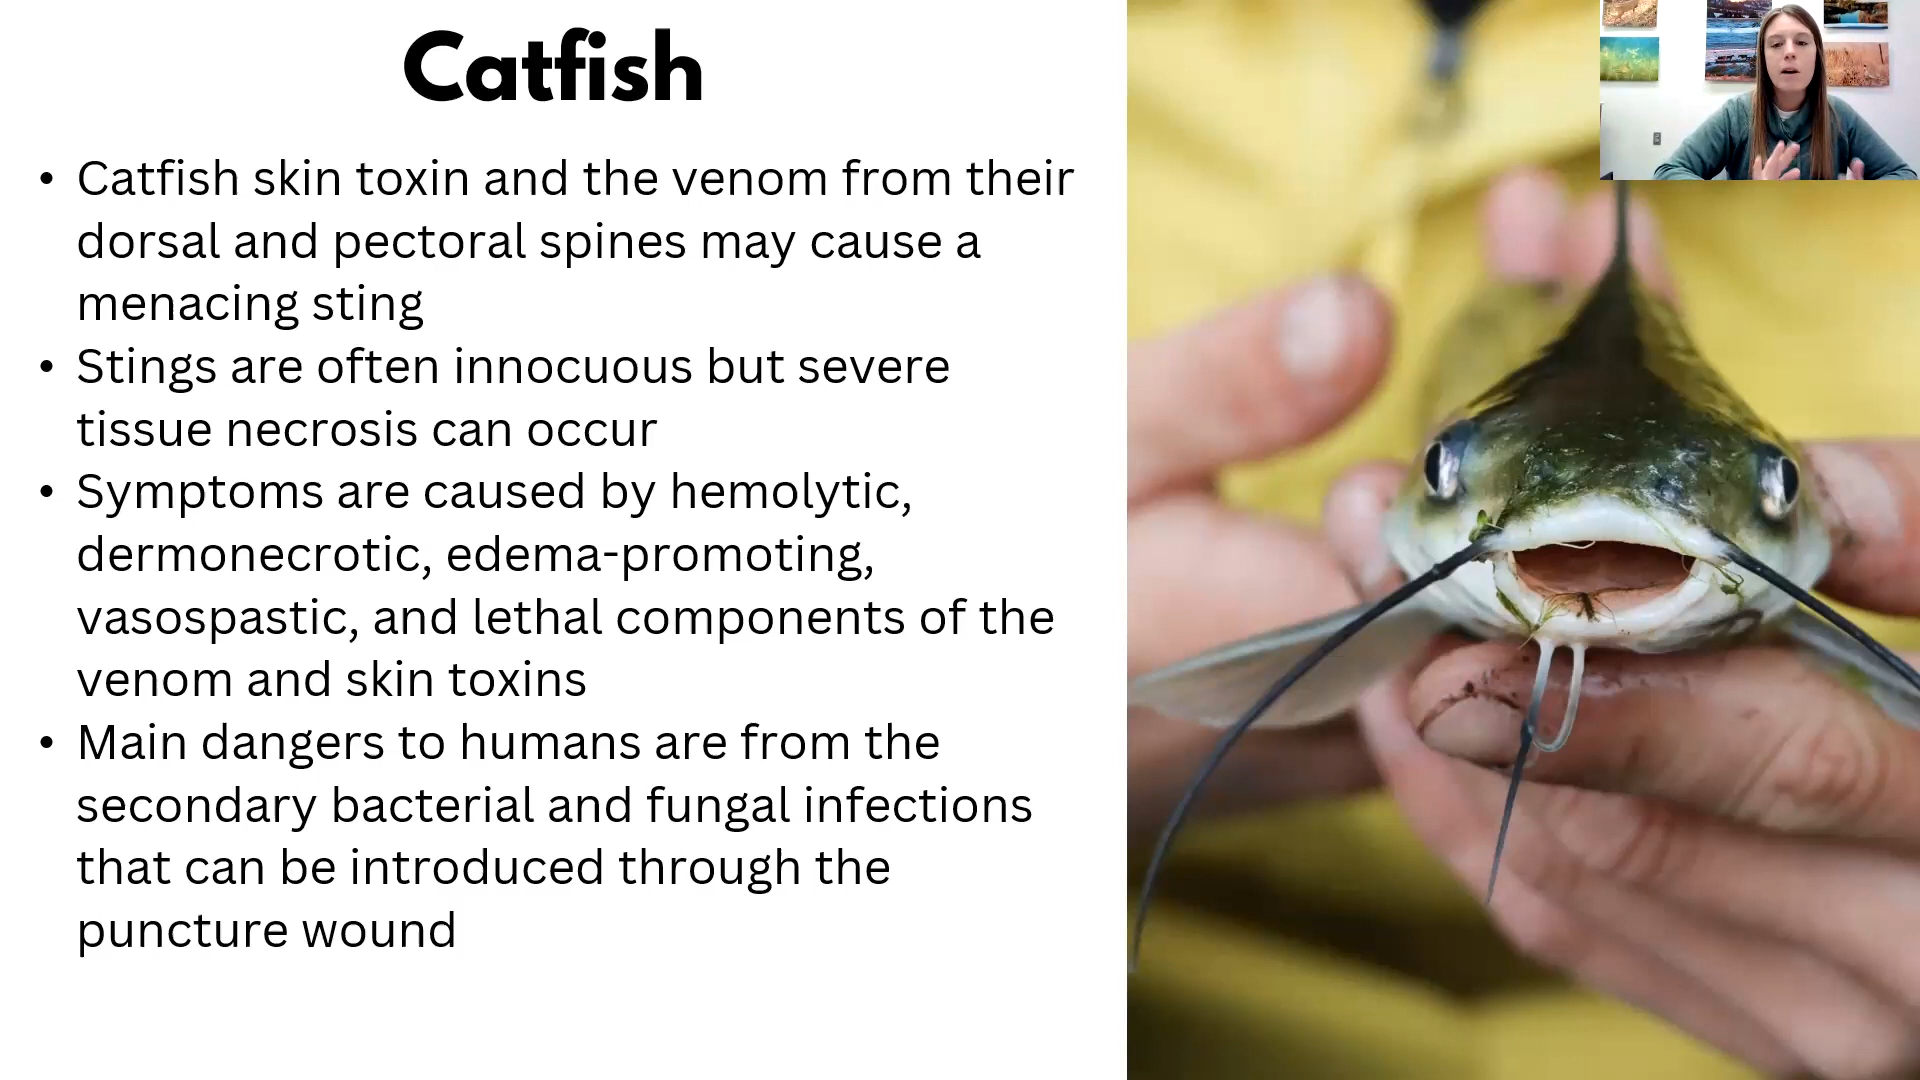 Catfish
• Catfish skin toxin and the venom from their
dorsal and pectoral spines may cause a
menacing sting
• Stings are often innocuous but severe
tissue necrosis can occur
• Symptoms are caused by hemolytic,
dermonecrotic, edema-promoting,
vasospastic, and lethal components of the
venom and skin toxins
• Main dangers to humans are from the
secondary bacterial and fungal infections
that can be introduced through the
puncture wound